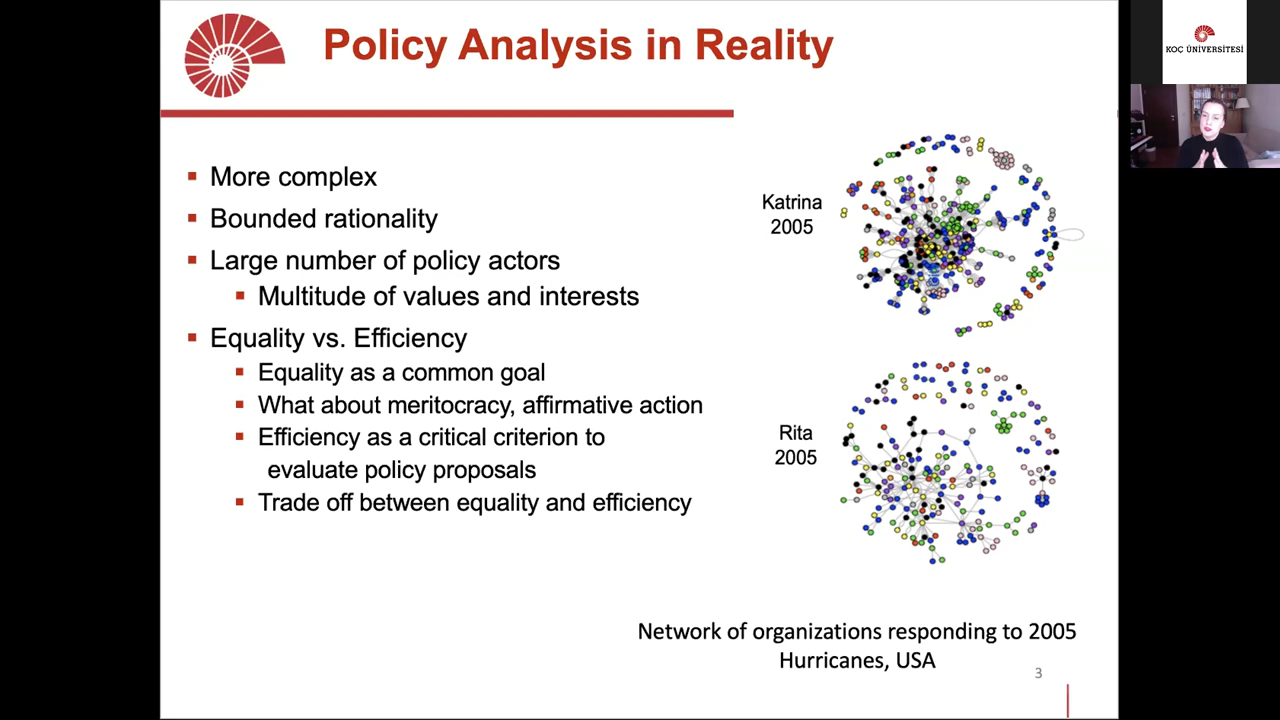 Policy Analysis in Reality
KOÇ ÜNİVERSİTESİ
More complex
Bounded rationality
Large number of policy actors
Multitude of values and interests
Equality vs. Efficiency
Equality as a common goal
What about meritocracy, affirmative action
Efficiency as a critical criterion to
evaluate policy proposals
Trade off between equality and efficiency
Katrina
2005
Rita
2005
Network of organizations responding to 2005
Hurricanes, USA
3